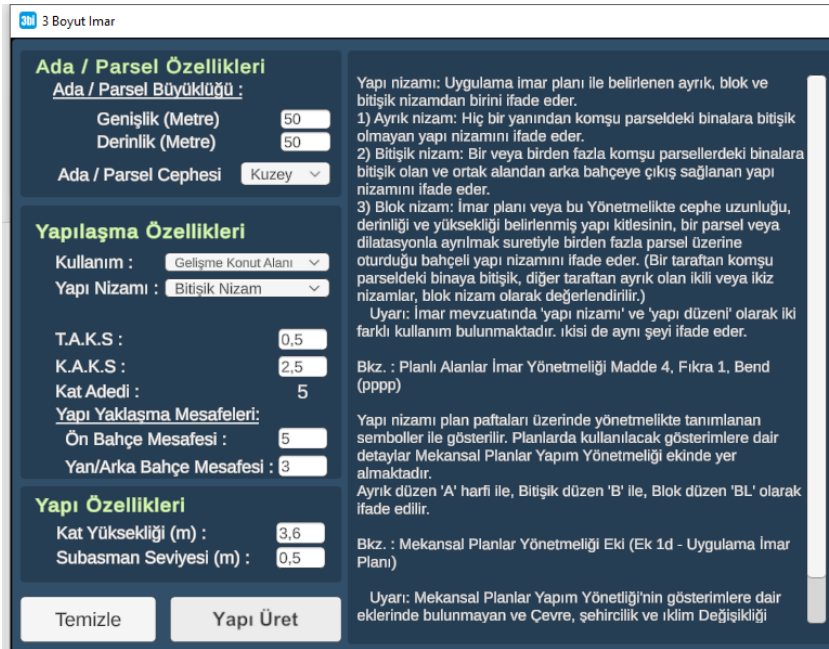 3bi 3 Boyut Imar
Ada / Parsel Özellikleri
Ada / Parsel Büyüklüğü :
Genişlik (Metre) 50
Derinlik (Metre) 50
Ada / Parsel Cephesi Kuzey
Yapılaşma Özellikleri
Kullanım : Gelişme Konut Alanı
Yapı Nizamı : Bitişik Nizam
T.A.K.S : 0,5
K.A.K.S : 2,5
Kat Adedi : 5
Yapı Yaklaşma Mesafeleri:
Ön Bahçe Mesafesi : 5
Yan/Arka Bahçe Mesafesi : 3
Yapı Özellikleri
Kat Yüksekliği (m) : 3,6
Subasman Seviyesi (m) : 0,5
Temizle Yapı Üret
Yapı nizamı: Uygulama imar planı ile belirlenen ayrık, blok ve
bitişik nizamdan birini ifade eder.
1) Ayrık nizam: Hiç bir yanından komşu parseldeki binalara bitişik
olmayan yapı nizamını ifade eder.
2) Bitişik nizam: Bir veya birden fazla komşu parsellerdeki binalara
bitişik olan ve ortak alandan arka bahçeye çıkış sağlanan yapı
nizamını ifade eder.
3) Blok nizam: İmar planı veya bu Yönetmelikte cephe uzunluğu,
derinliği ve yüksekliği belirlenmiş yapı kitlesinin, bir parsel veya
dilatasyonla ayrılmak suretiyle birden fazla parsel üzerine
oturduğu bahçeli yapı nizamını ifade eder. (Bir taraftan komşu
parseldeki binaya bitişik, diğer taraftan ayrık olan ikili veya ikiz
nizamlar, blok nizam olarak değerlendirilir.)
Uyarı: İmar mevzuatında 'yapı nizamı' ve 'yapı düzeni' olarak iki
farklı kullanım bulunmaktadır. ıkisi de aynı şeyi ifade eder.
Bkz. : Planlı Alanlar İmar Yönetmeliği Madde 4, Fıkra 1, Bend
(pppp)
Yapı nizamı plan paftaları üzerinde yönetmelikte tanımlanan
semboller ile gösterilir. Planlarda kullanılacak gösterimlere dair
detaylar Mekansal Planlar Yapım Yönetmeliği ekinde yer
almaktadır.
Ayrık düzen 'A' harfi ile, Bitişik düzen 'B' ile, Blok düzen 'BL' olarak
ifade edilir.
Bkz. : Mekansal Planlar Yönetmeliği Eki (Ek 1d - Uygulama İmar
Planı)
Uyarı: Mekansal Planlar Yapım Yönetliği'nin gösterimlere dair
eklerinde bulunmayan ve Çevre, şehircilik ve ıklim Değişikliği